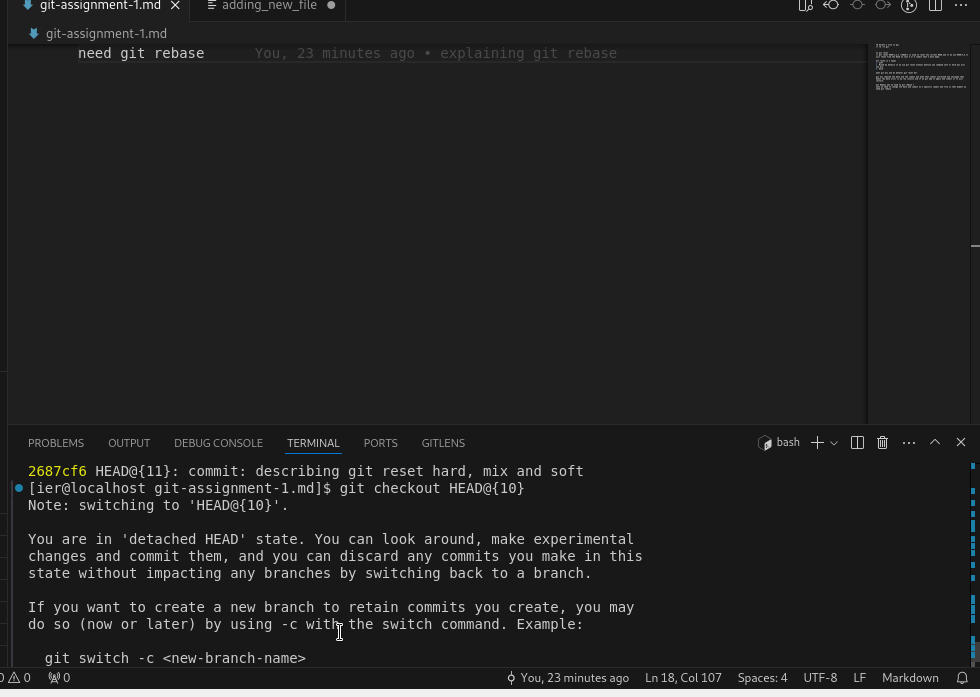 git-assignment-1.md
adding_new_file
git-assignment-1.md
need git rebase You, 23 minutes ago • explaining git rebase
PROBLEMS OUTPUT DEBUG CONSOLE TERMINAL PORTS GITLENS
bash
2687cf6 HEAD@{11}: commit: describing git reset hard, mix and soft
[ier@localhost git-assignment-1.md]$ git checkout HEAD@{10}
Note: switching to 'HEAD@{10}'.
You are in 'detached HEAD' state. You can look around, make experimental
changes and commit them, and you can discard any commits you make in this
state without impacting any branches by switching back to a branch.
If you want to create a new branch to retain commits you create, you may
do so (now or later) by using -c with the switch command. Example:
git switch -c <new-branch-name>
0 0 0 You, 23 minutes ago Ln 18, Col 107 Spaces: 4 UTF-8 LF Markdown